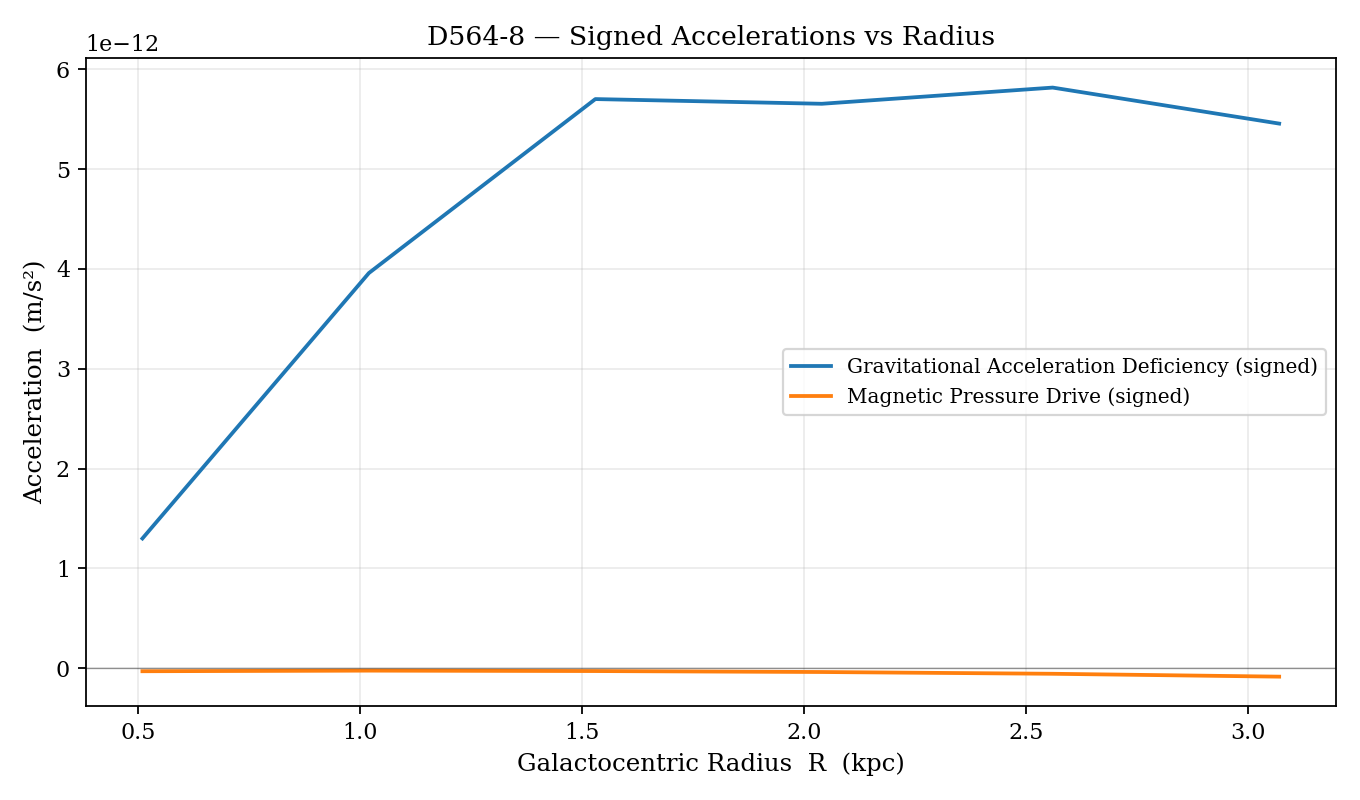 D564-8 — Signed Accelerations vs Radius
1e−12
6
5
4
3
2
1
0
Acceleration (m/s²)
Gravitational Acceleration Deficiency (signed)
Magnetic Pressure Drive (signed)
0.5 1.0 1.5 2.0 2.5 3.0
Galactocentric Radius R (kpc)